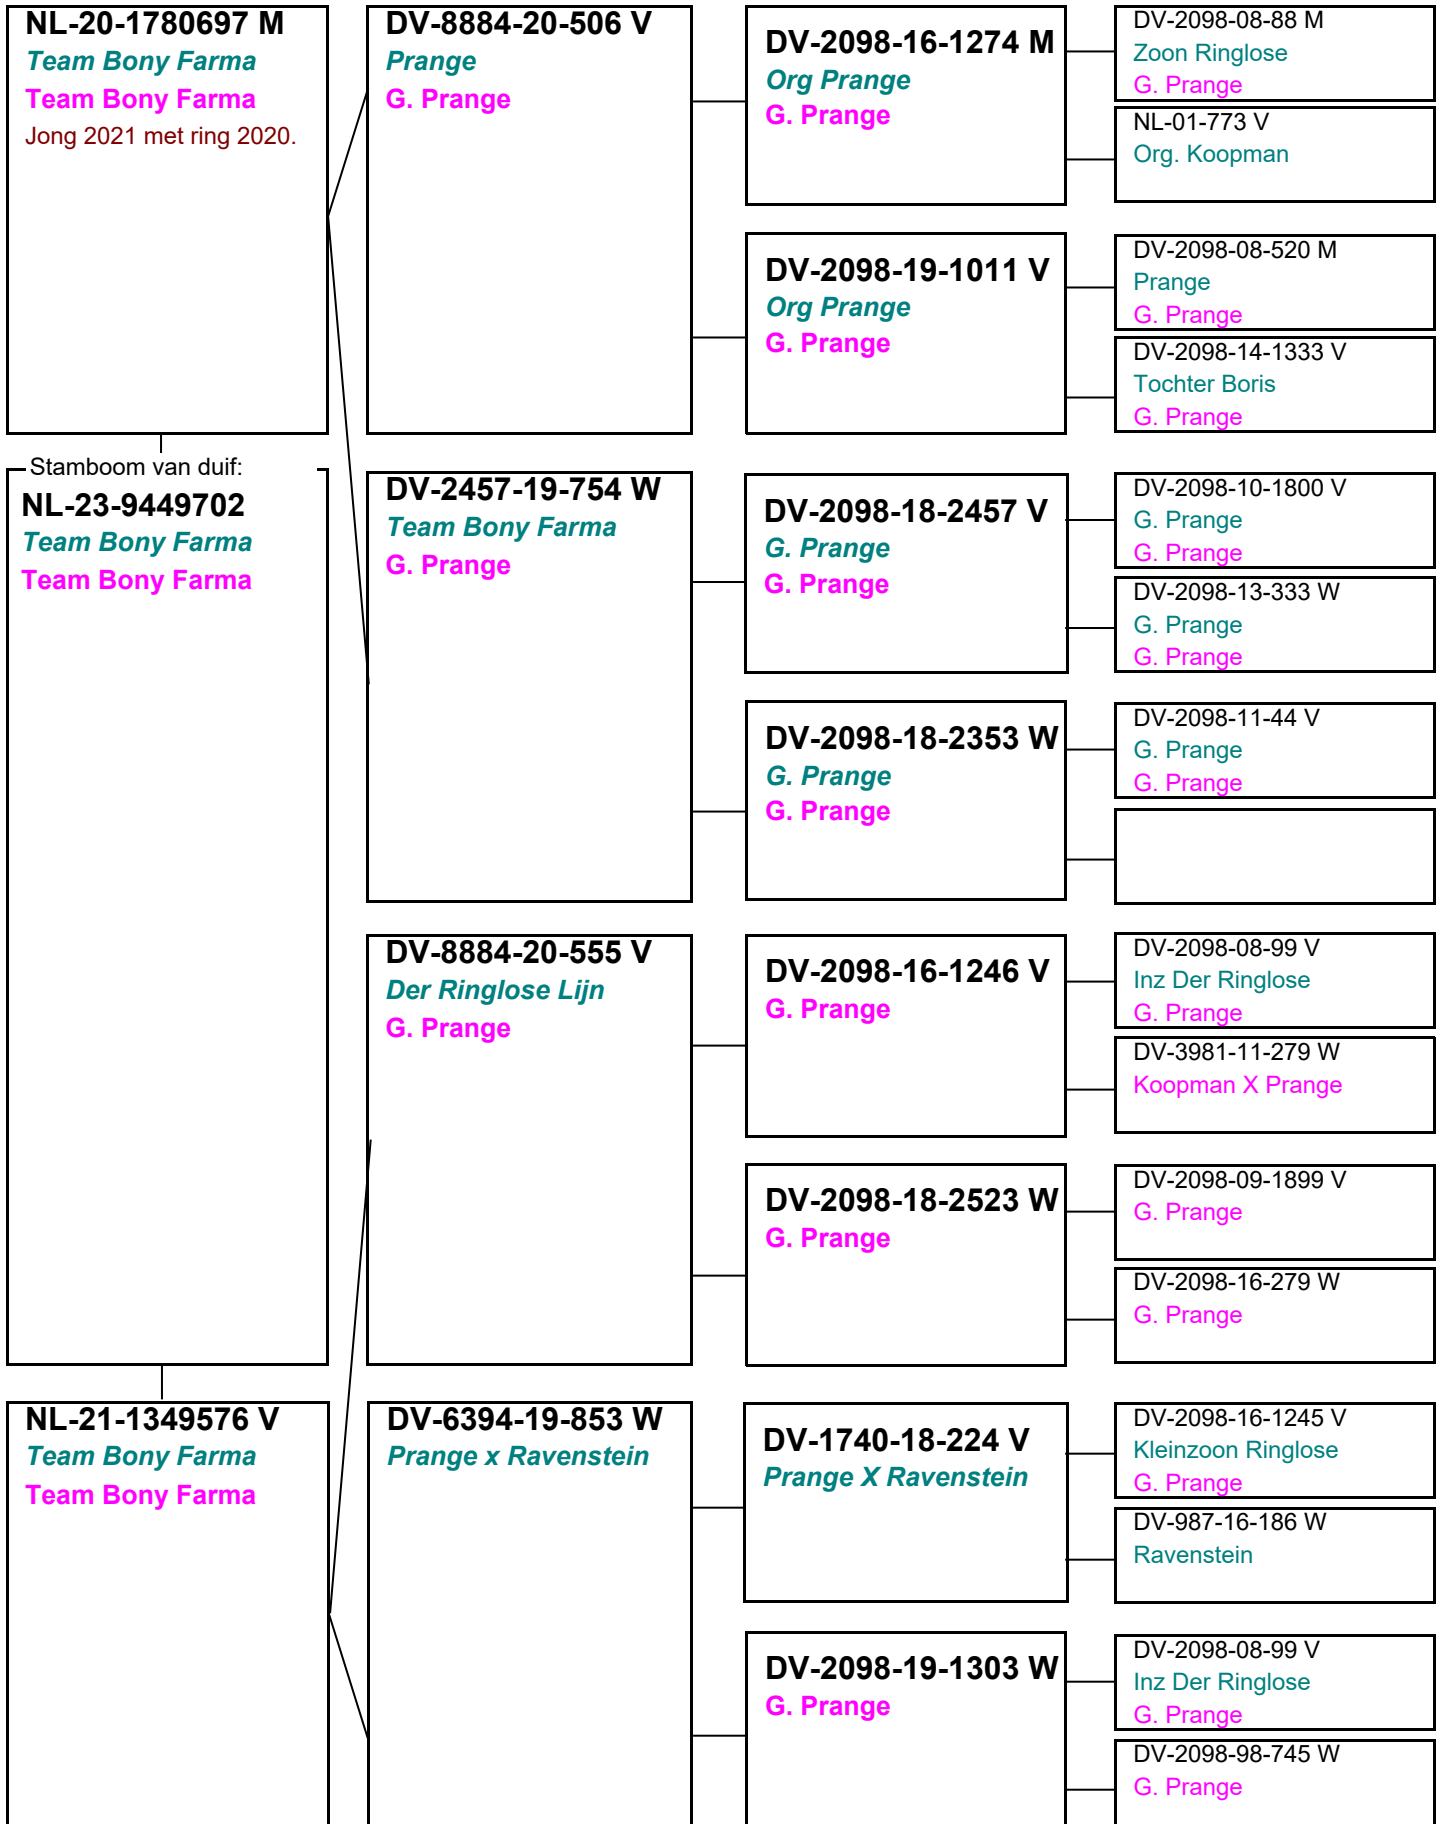 NL-20-1780697 M
Team Bony Farma
Team Bony Farma
Jong 2021 met ring 2020.
Stamboom van duif:
NL-23-9449702
Team Bony Farma
Team Bony Farma
NL-21-1349576 V
Team Bony Farma
Team Bony Farma
DV-8884-20-506 V
Prange
G. Prange
DV-2457-19-754 W
Team Bony Farma
G. Prange
DV-8884-20-555 V
Der Ringlose Lijn
G. Prange
DV-6394-19-853 W
Prange x Ravenstein
DV-2098-16-1274 M
Org Prange
G. Prange
DV-2098-19-1011 V
Org Prange
G. Prange
DV-2098-18-2457 V
G. Prange
G. Prange
DV-2098-18-2353 W
G. Prange
G. Prange
DV-2098-16-1246 V
G. Prange
DV-2098-18-2523 W
G. Prange
DV-1740-18-224 V
Prange X Ravenstein
DV-2098-19-1303 W
G. Prange
DV-2098-08-88 M
Zoon Ringlose
G. Prange
NL-01-773 V
Org. Koopman
DV-2098-08-520 M
Prange
G. Prange
DV-2098-14-1333 V
Tochter Boris
G. Prange
DV-2098-10-1800 V
G. Prange
G. Prange
DV-2098-13-333 W
G. Prange
G. Prange
DV-2098-11-44 V
G. Prange
G. Prange
DV-2098-08-99 V
Inz Der Ringlose
G. Prange
DV-3981-11-279 W
Koopman X Prange
DV-2098-09-1899 V
G. Prange
DV-2098-16-279 W
G. Prange
DV-2098-16-1245 V
Kleinzoon Ringlose
G. Prange
DV-987-16-186 W
Ravenstein
DV-2098-08-99 V
Inz Der Ringlose
G. Prange
DV-2098-98-745 W
G. Prange